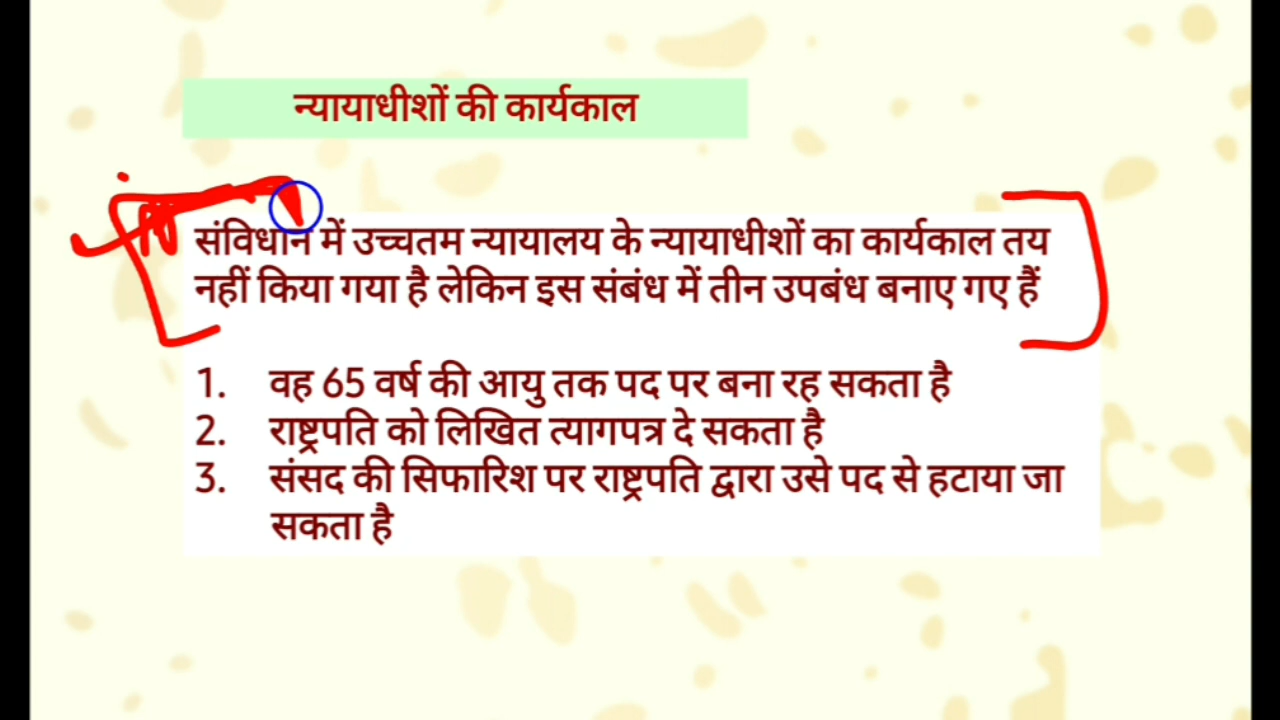 न्यायाधीशों की कार्यकाल
संविधान में उच्चतम न्यायालय के न्यायाधीशों का कार्यकाल तय
नहीं किया गया है लेकिन इस संबंध में तीन उपबंध बनाए गए हैं
1. वह 65 वर्ष की आयु तक पद पर बना रह सकता है
2. राष्ट्रपति को लिखित त्यागपत्र दे सकता है
3. संसद की सिफारिश पर राष्ट्रपति द्वारा उसे पद से हटाया जा
सकता है